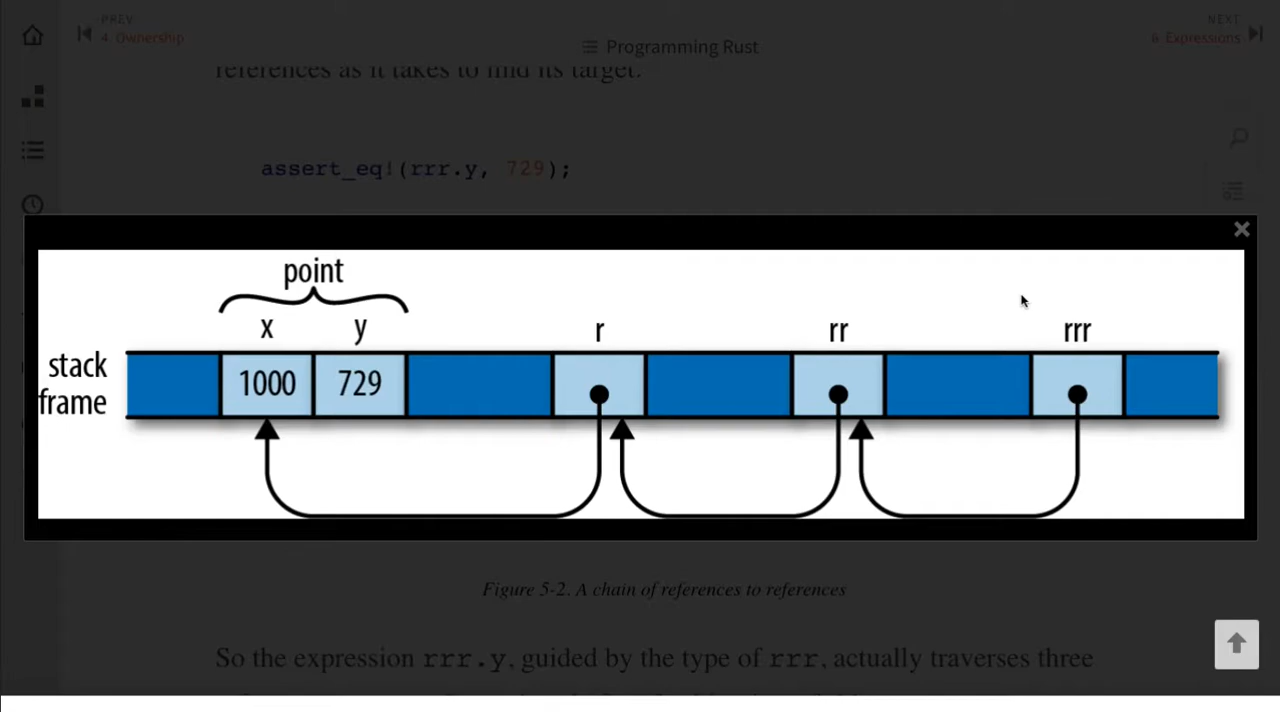 PREV
4. Ownership
Programming Rust
NEXT
6. Expressions
references as it takes to find its target.
assert_eq!(rrr.y, 729);
point
x y r rr rrr
stack
frame
1000 729
Figure 5-2. A chain of references to references
So the expression rrr.y, guided by the type of rrr, actually traverses three